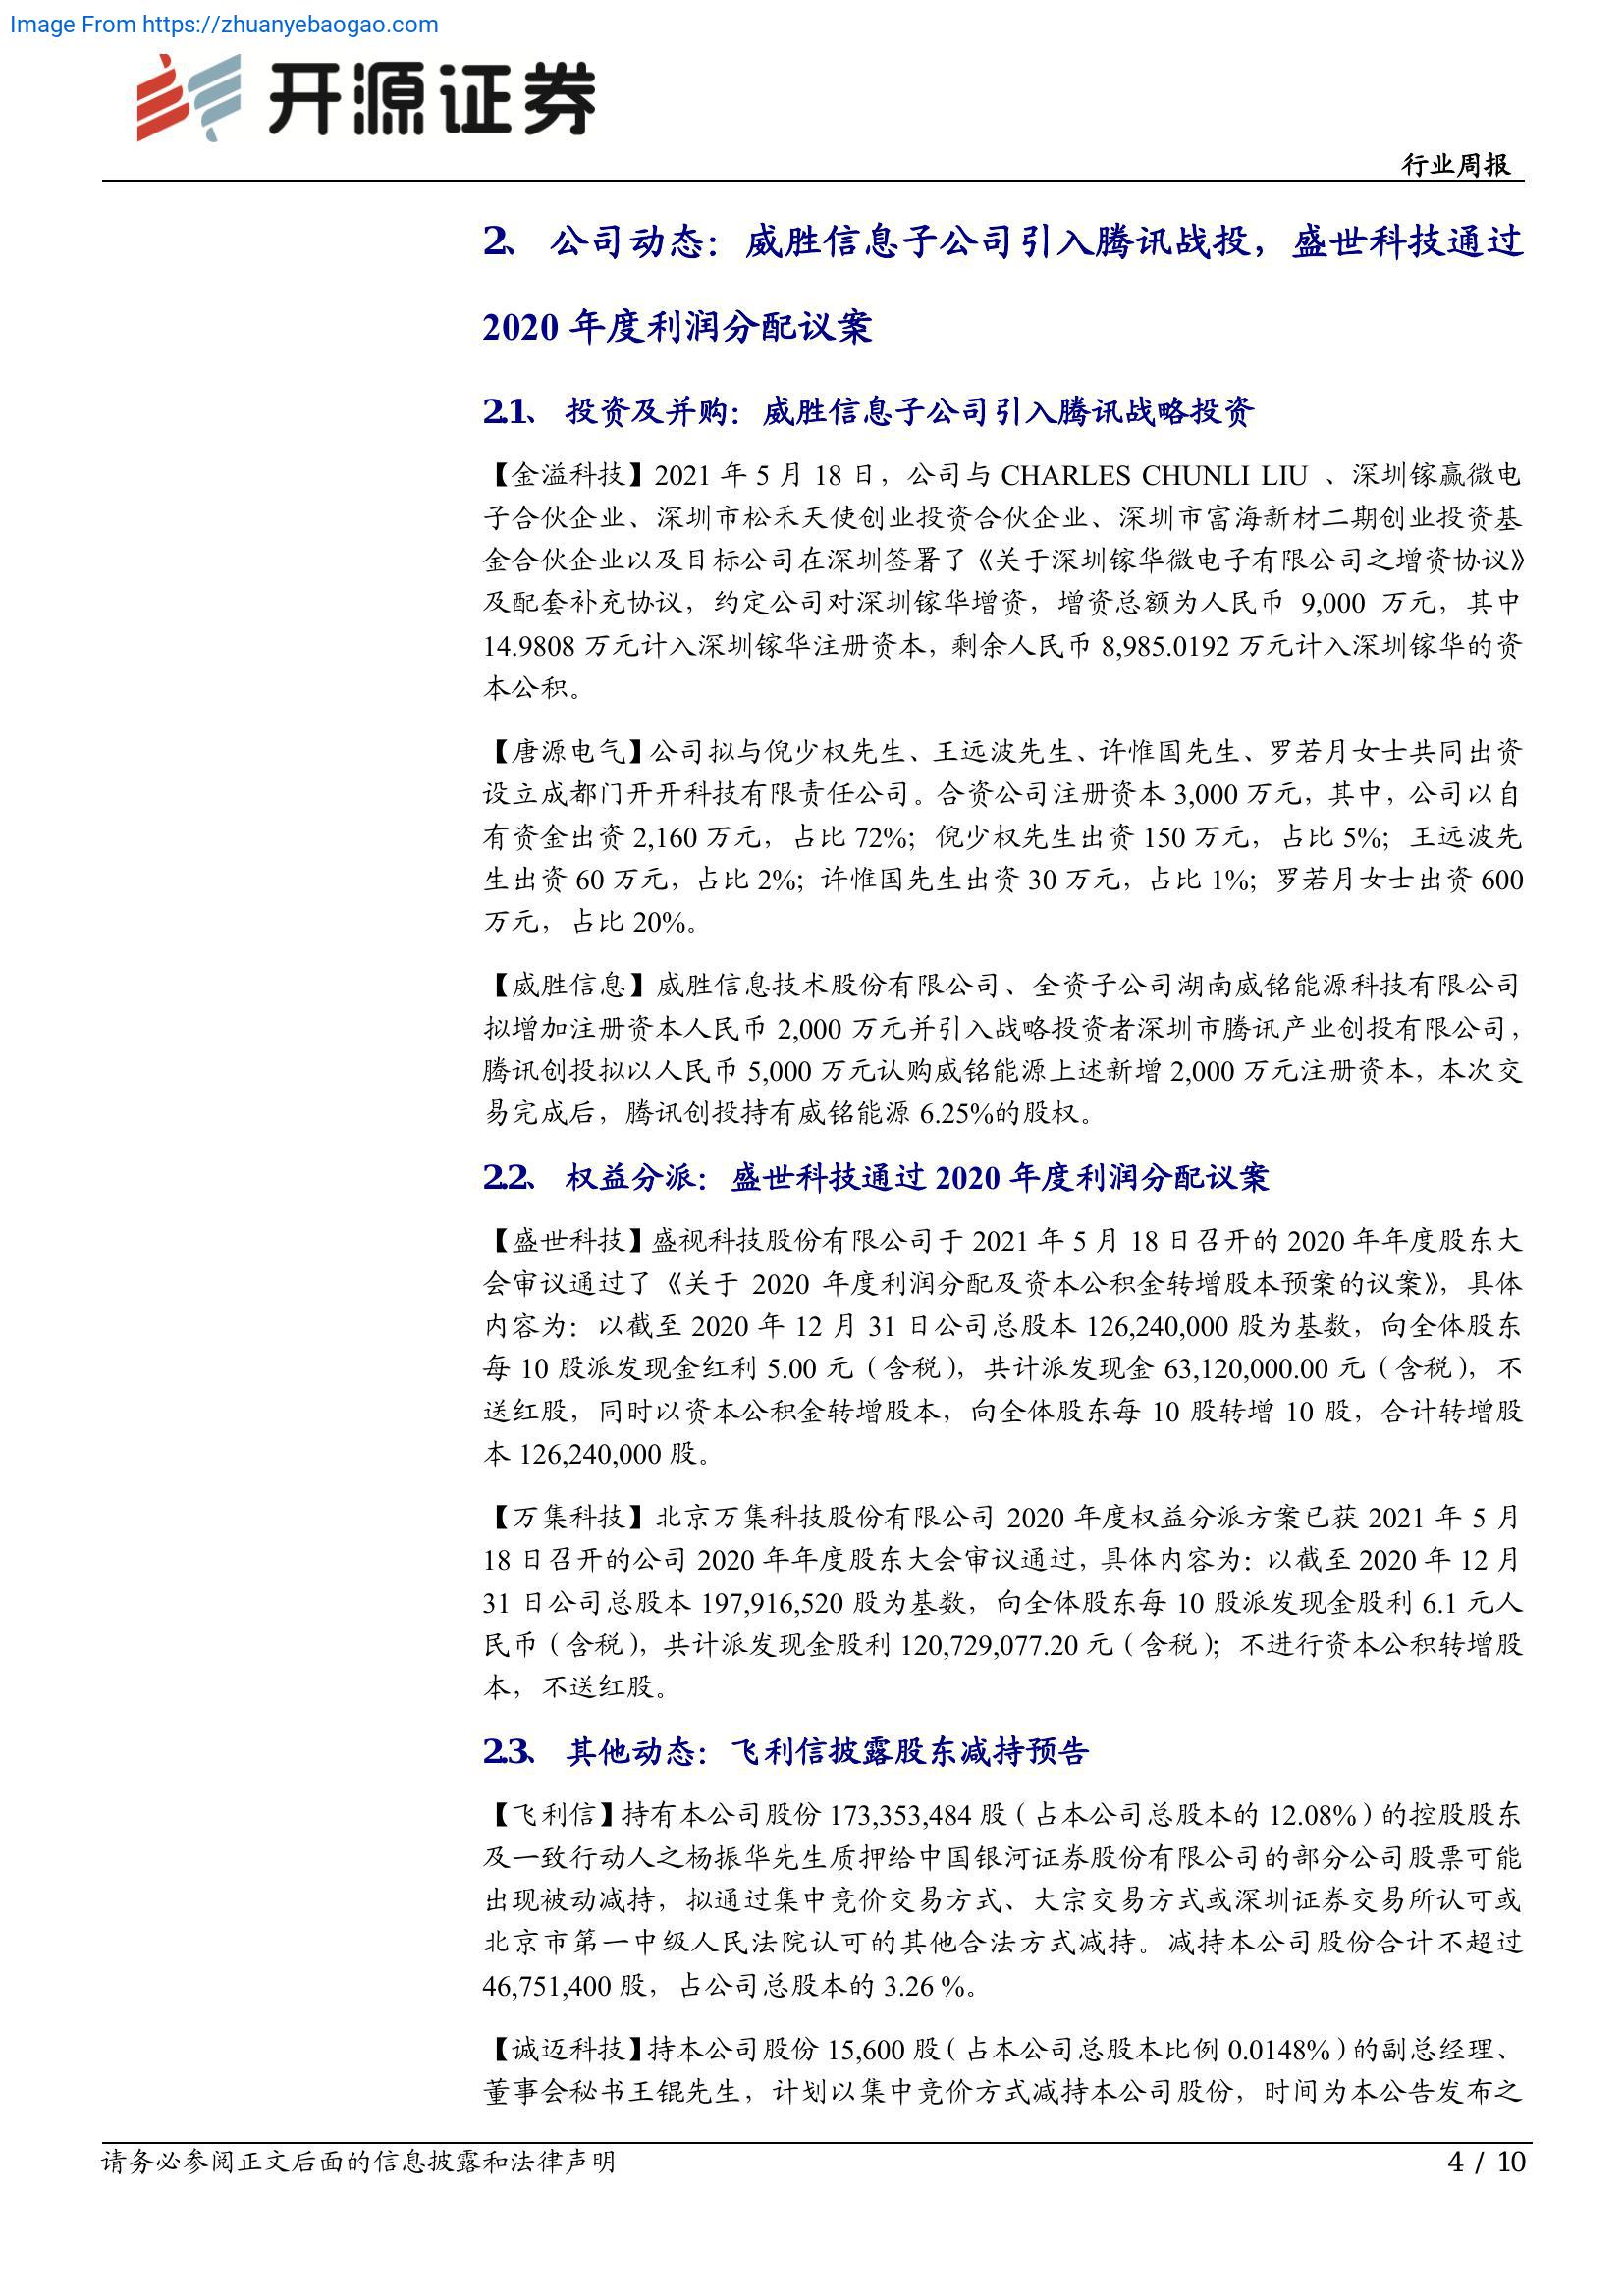 Image From https://zhuanyebaogao.com
开源证券
行业周报
2、 公司动态：威胜信息子公司引入腾讯战投，盛世科技通过
2020 年度利润分配议案
2.1、 投资及并购：威胜信息子公司引入腾讯战略投资
【金溢科技】2021 年 5 月 18 日，公司与 CHARLES CHUNLI LIU 、深圳镓赢微电
子合伙企业、深圳市松禾天使创业投资合伙企业、深圳市富海新材二期创业投资基
金合伙企业以及目标公司在深圳签署了《关于深圳镓华微电子有限公司之增资协议》
及配套补充协议，约定公司对深圳镓华增资，增资总额为人民币 9,000 万元，其中
14.9808 万元计入深圳镓华注册资本，剩余人民币 8,985.0192 万元计入深圳镓华的资
本公积。
【唐源电气】公司拟与倪少权先生、王远波先生、许惟国先生、罗若月女士共同出资
设立成都门开开科技有限责任公司。合资公司注册资本 3,000 万元，其中，公司以自
有资金出资 2,160 万元，占比 72%；倪少权先生出资 150 万元，占比 5%；王远波先
生出资 60 万元，占比 2%；许惟国先生出资 30 万元，占比 1%；罗若月女士出资 600
万元，占比 20%。
【威胜信息】威胜信息技术股份有限公司、全资子公司湖南威铭能源科技有限公司
拟增加注册资本人民币 2,000 万元并引入战略投资者深圳市腾讯产业创投有限公司，
腾讯创投拟以人民币 5,000 万元认购威铭能源上述新增 2,000 万元注册资本，本次交
易完成后，腾讯创投持有威铭能源 6.25%的股权。
2.2、 权益分派：盛世科技通过 2020 年度利润分配议案
【盛世科技】盛视科技股份有限公司于 2021 年 5 月 18 日召开的 2020 年年度股东大
会审议通过了《关于 2020 年度利润分配及资本公积金转增股本预案的议案》，具体
内容为：以截至 2020 年 12 月 31 日公司总股本 126,240,000 股为基数，向全体股东
每 10 股派发现金红利 5.00 元（含税），共计派发现金 63,120,000.00 元（含税），不
送红股，同时以资本公积金转增股本，向全体股东每 10 股转增 10 股，合计转增股
本 126,240,000 股。
【万集科技】北京万集科技股份有限公司 2020 年度权益分派方案已获 2021 年 5 月
18 日召开的公司 2020 年年度股东大会审议通过，具体内容为：以截至 2020 年 12 月
31 日公司总股本 197,916,520 股为基数，向全体股东每 10 股派发现金股利 6.1 元人
民币（含税），共计派发现金股利 120,729,077.20 元（含税）；不进行资本公积转增股
本，不送红股。
2.3、 其他动态：飞利信披露股东减持预告
【飞利信】持有本公司股份 173,353,484 股（占本公司总股本的 12.08%）的控股股东
及一致行动人之杨振华先生质押给中国银河证券股份有限公司的部分公司股票可能
出现被动减持，拟通过集中竞价交易方式、大宗交易方式或深圳证券交易所认可或
北京市第一中级人民法院认可的其他合法方式减持。减持本公司股份合计不超过
46,751,400 股，占公司总股本的 3.26 %。
【诚迈科技】持本公司股份 15,600 股（占本公司总股本比例 0.0148%）的副总经理、
董事会秘书王锟先生，计划以集中竞价方式减持本公司股份，时间为本公告发布之
请务必参阅正文后面的信息披露和法律声明
4 / 10